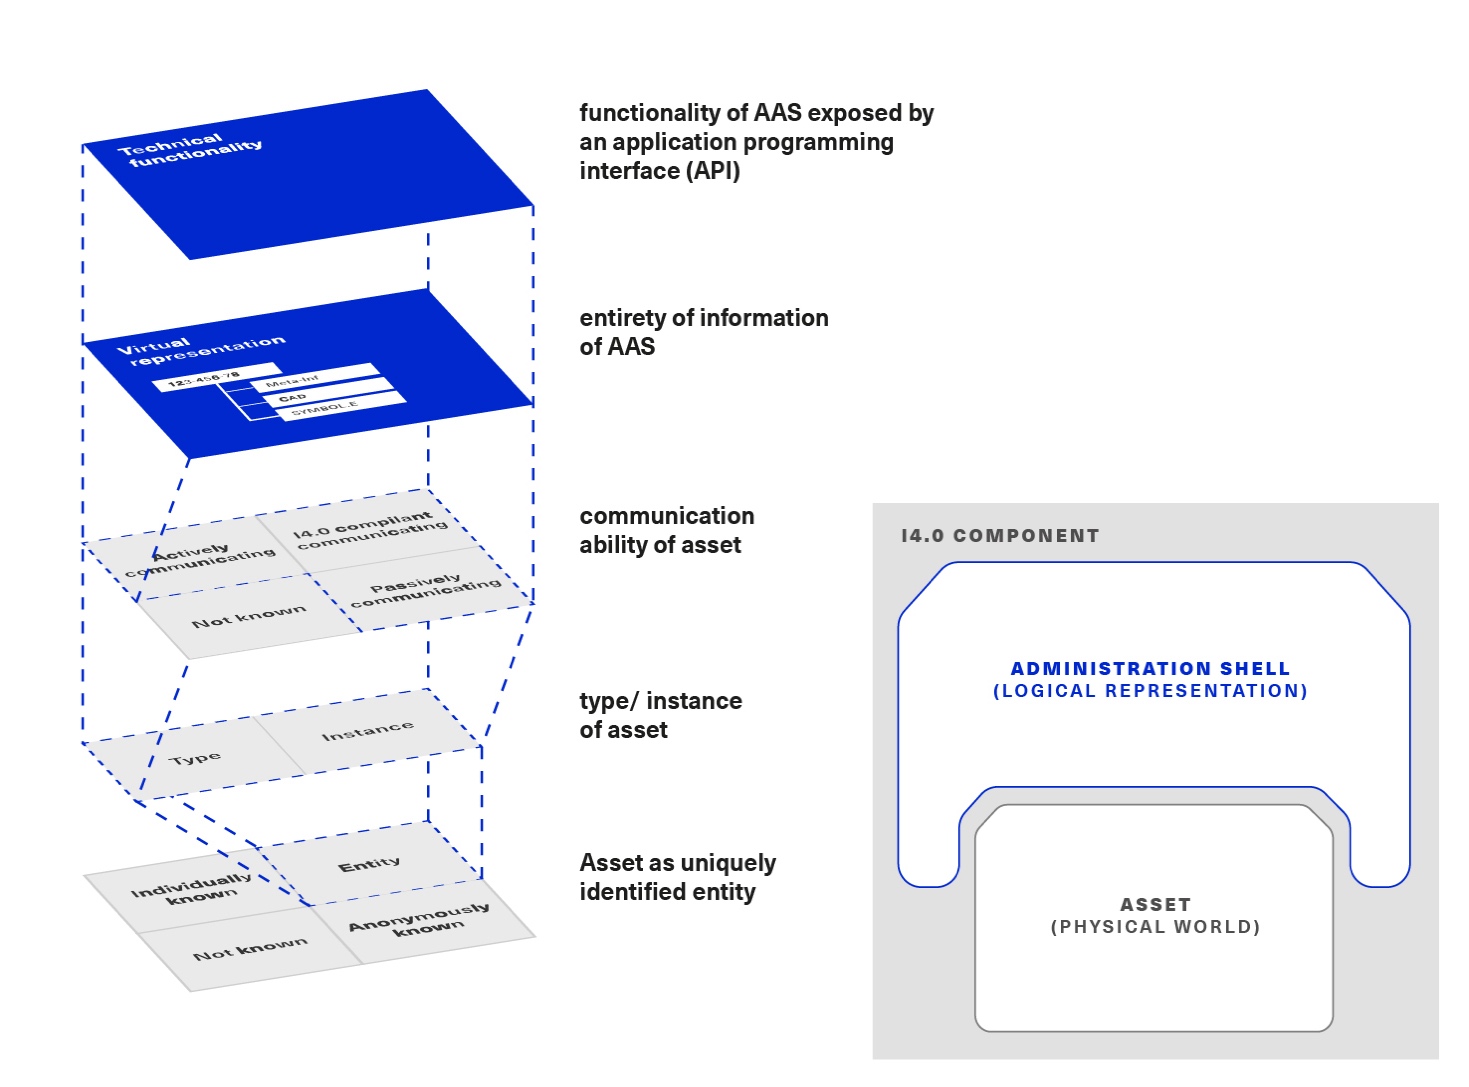 Technical
functionality
functionality of AAS exposed by
an application programming
interface (API)
Virtual
representation
123-456-78
Meta-Inf
CAD
SYMBOL.E
entirety of information
of AAS
Actively
communicating
I4.0 compilant
communicating
Not known
Passively
communicating
communication
ability of asset
Type
Instance
type/ instance
of asset
Individually
known
Entity
Not known
Anonymously
known
Asset as uniquely
identified entity
I4.0 COMPONENT
ADMINISTRATION SHELL
(LOGICAL REPRESENTATION)
ASSET
(PHYSICAL WORLD)